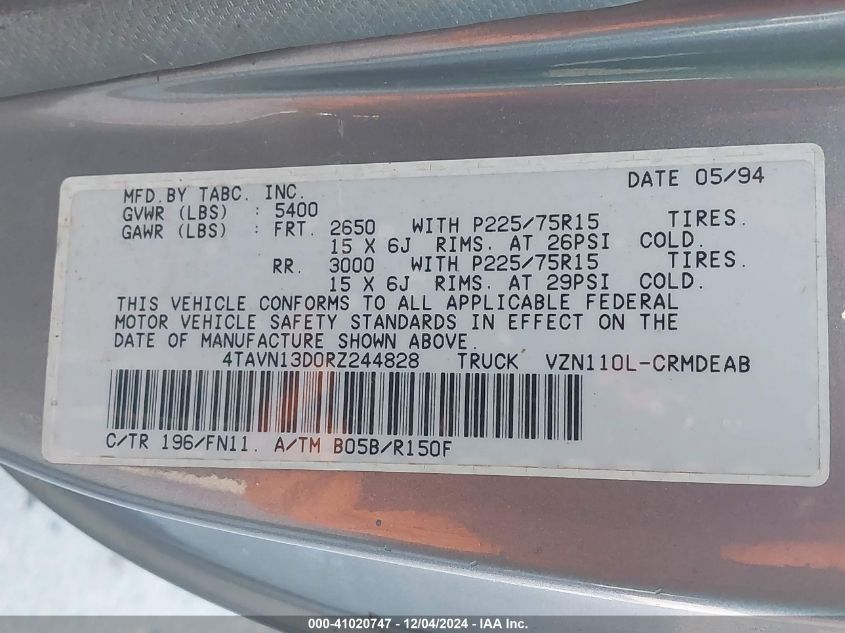 MFD.BY TABC. INC. DATE 05/94
GVWR (LBS) : 5400
GAWR (LBS) : FRT. 2650 WITH P225/75R15 TIRES.
15 X 6J RIMS. AT 26PSI COLD.
RR. 3000 WITH P225/75R15 TIRES.
15 X 6J RIMS. AT 29PSI COLD.
THIS VEHICLE CONFORMS TO ALL APPLICABLE FEDERAL
MOTOR VEHICLE SAFETY STANDARDS IN EFFECT ON THE
DATE OF MANUFACTURE SHOWN ABOVE.
4TAVN13D0RZ244828 TRUCK VZN110L-CRMDEAB
C/TR 196/FN11. A/TM B05B/R150F
000-41020747 - 12/04/2024 - IAA Inc.